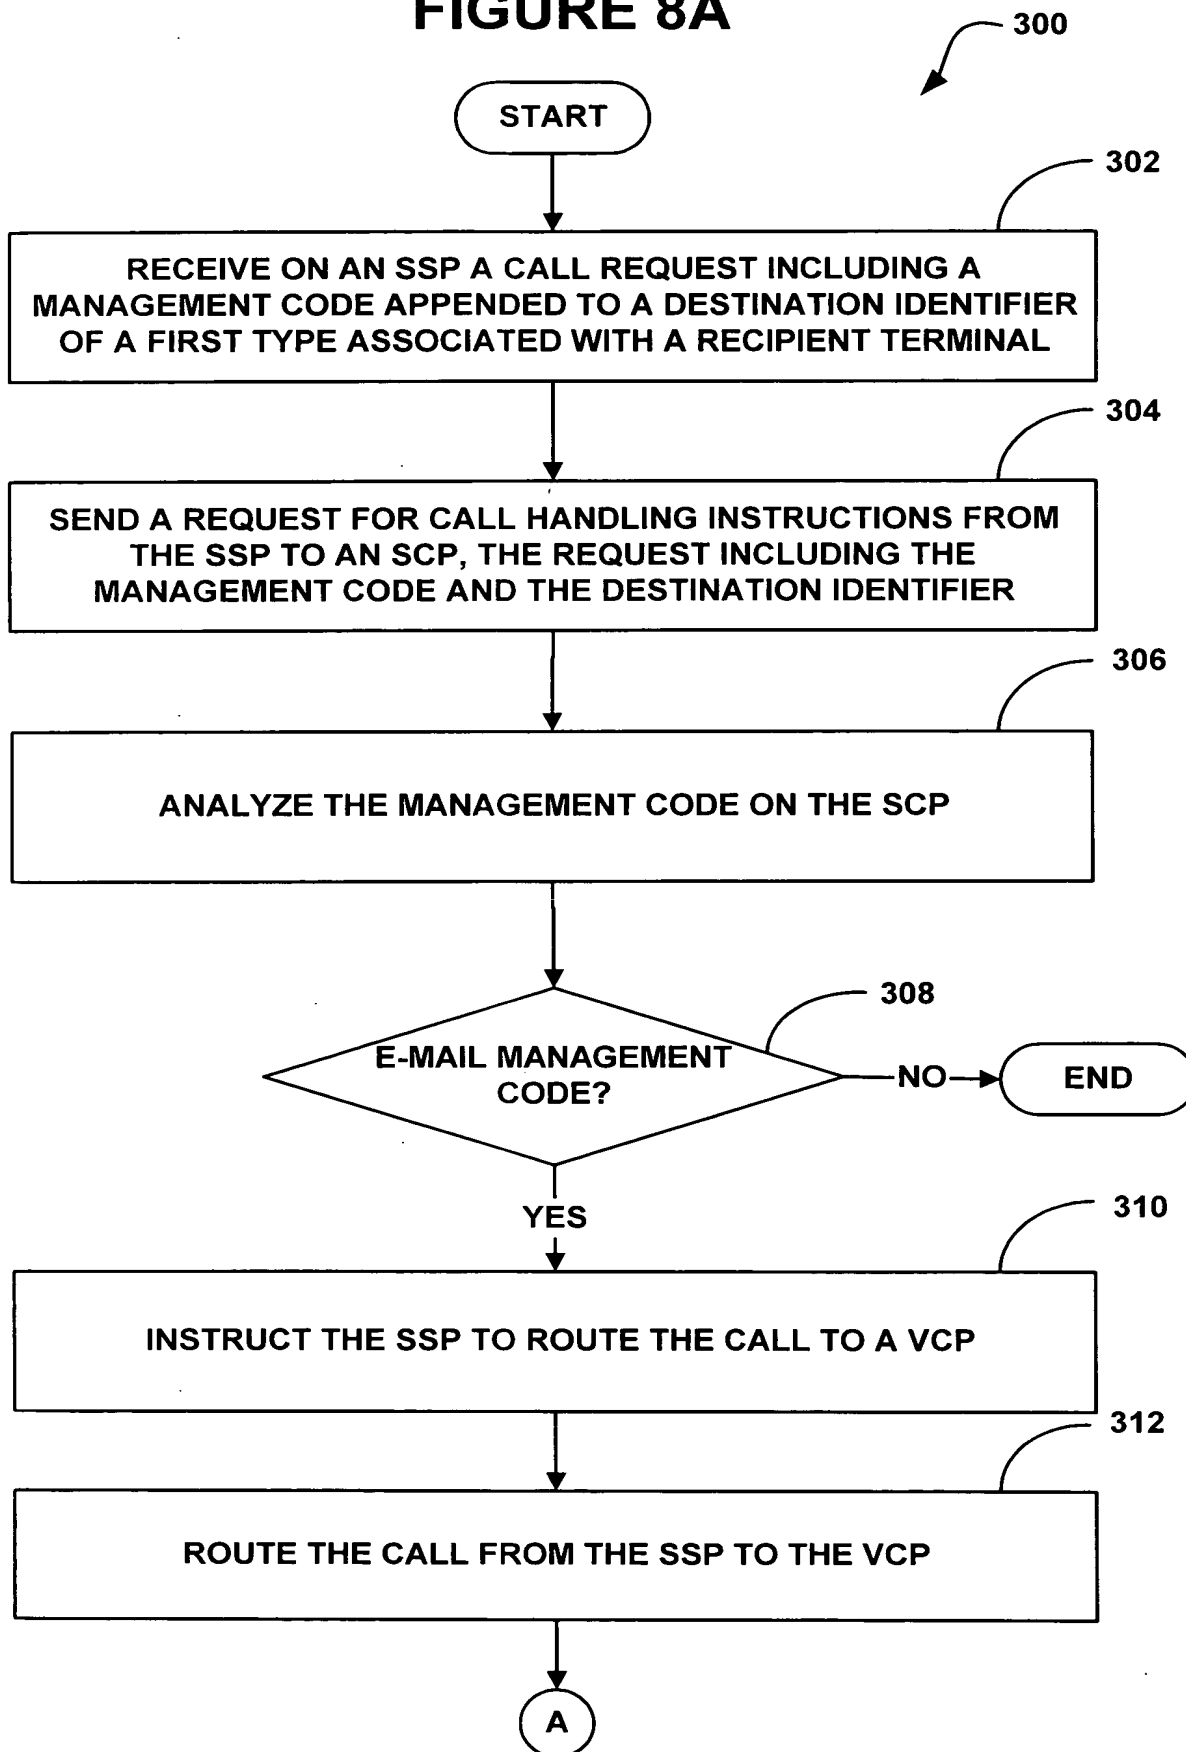 FIGURE 8A
300
START
302
RECEIVE ON AN SSP A CALL REQUEST INCLUDING A
MANAGEMENT CODE APPENDED TO A DESTINATION IDENTIFIER
OF A FIRST TYPE ASSOCIATED WITH A RECIPIENT TERMINAL
304
SEND A REQUEST FOR CALL HANDLING INSTRUCTIONS FROM
THE SSP TO AN SCP, THE REQUEST INCLUDING THE
MANAGEMENT CODE AND THE DESTINATION IDENTIFIER
306
ANALYZE THE MANAGEMENT CODE ON THE SCP
308
E-MAIL MANAGEMENT
CODE?
NO
END
YES
310
INSTRUCT THE SSP TO ROUTE THE CALL TO A VCP
312
ROUTE THE CALL FROM THE SSP TO THE VCP
A